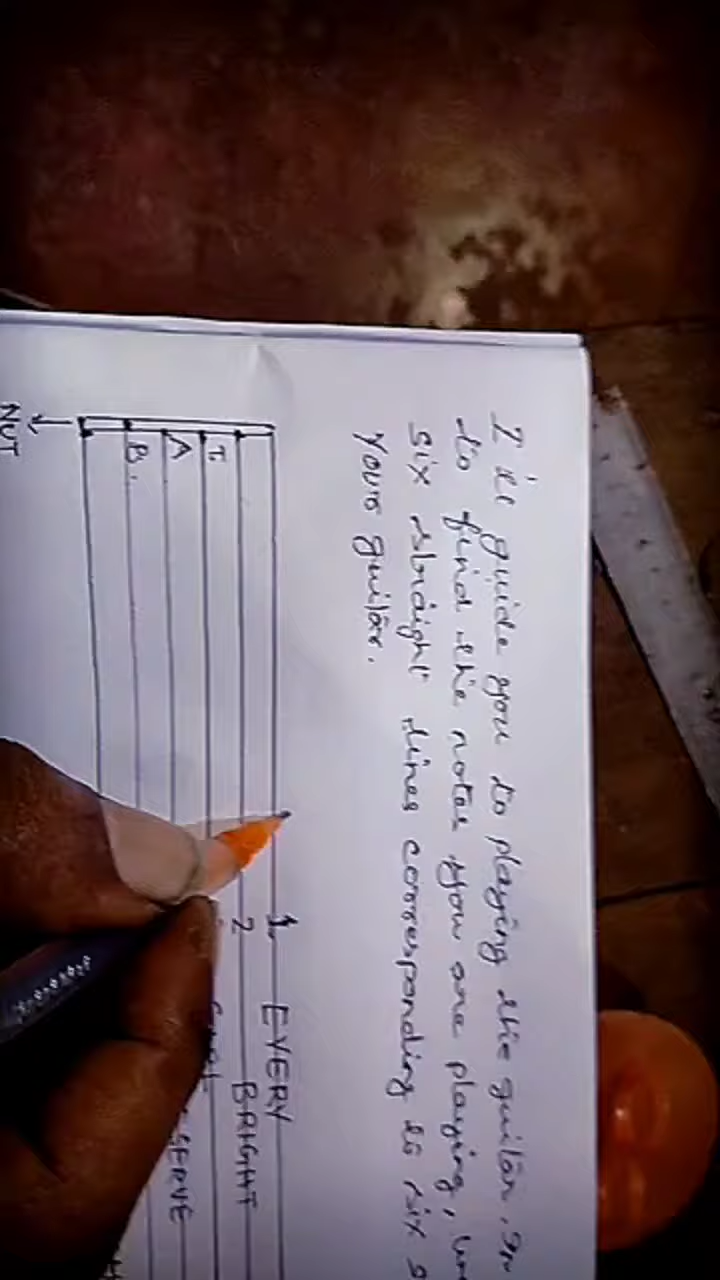 I'll guide you to playing the guitar, In
to find the notes you are playing,
six straight lines corresponding to six
your guitar.
1. EVERY
2 BRIGHT
T
A
B.
NUT